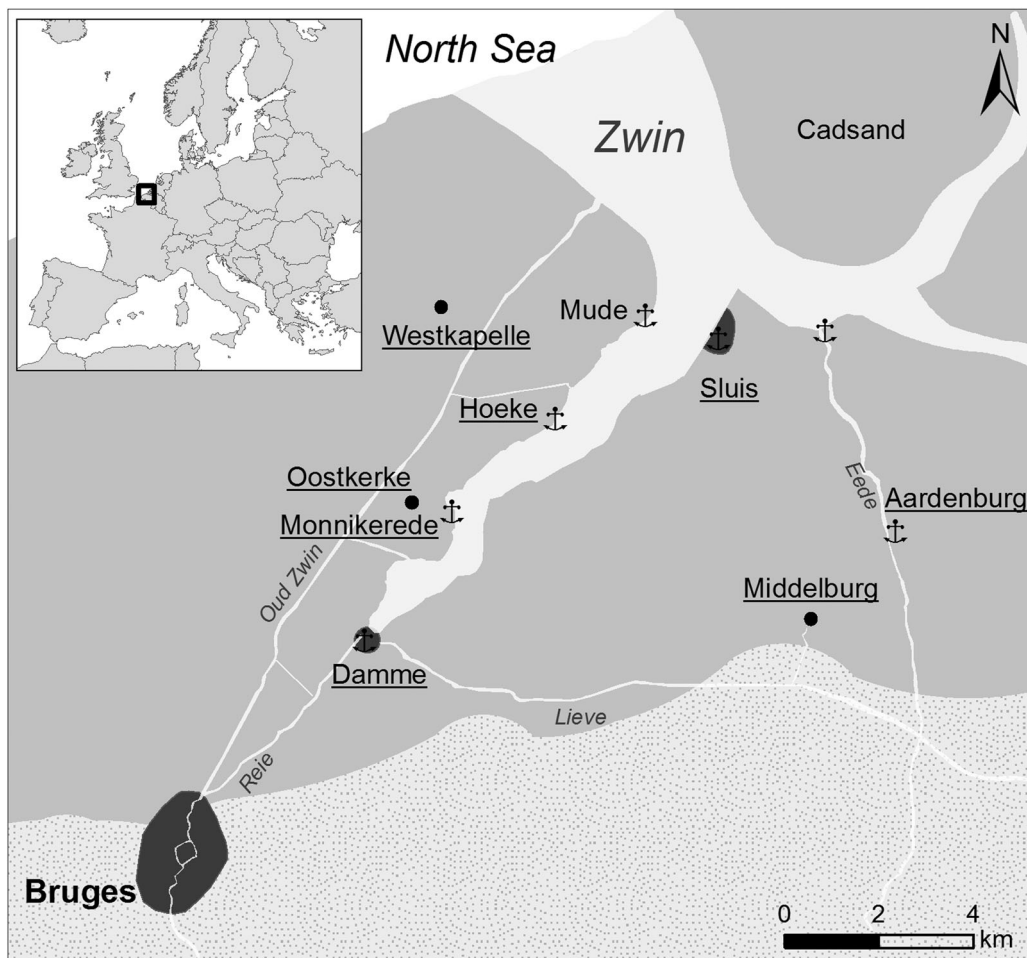 North Sea
N
Zwin
Cadsand
Mude
Westkapelle
Sluis
Hoeke
Oostkerke
Eede
Aardenburg
Monnikerede
Oud Zwin
Middelburg
Damme
Lieve
Reie
Bruges
0 2 4
km